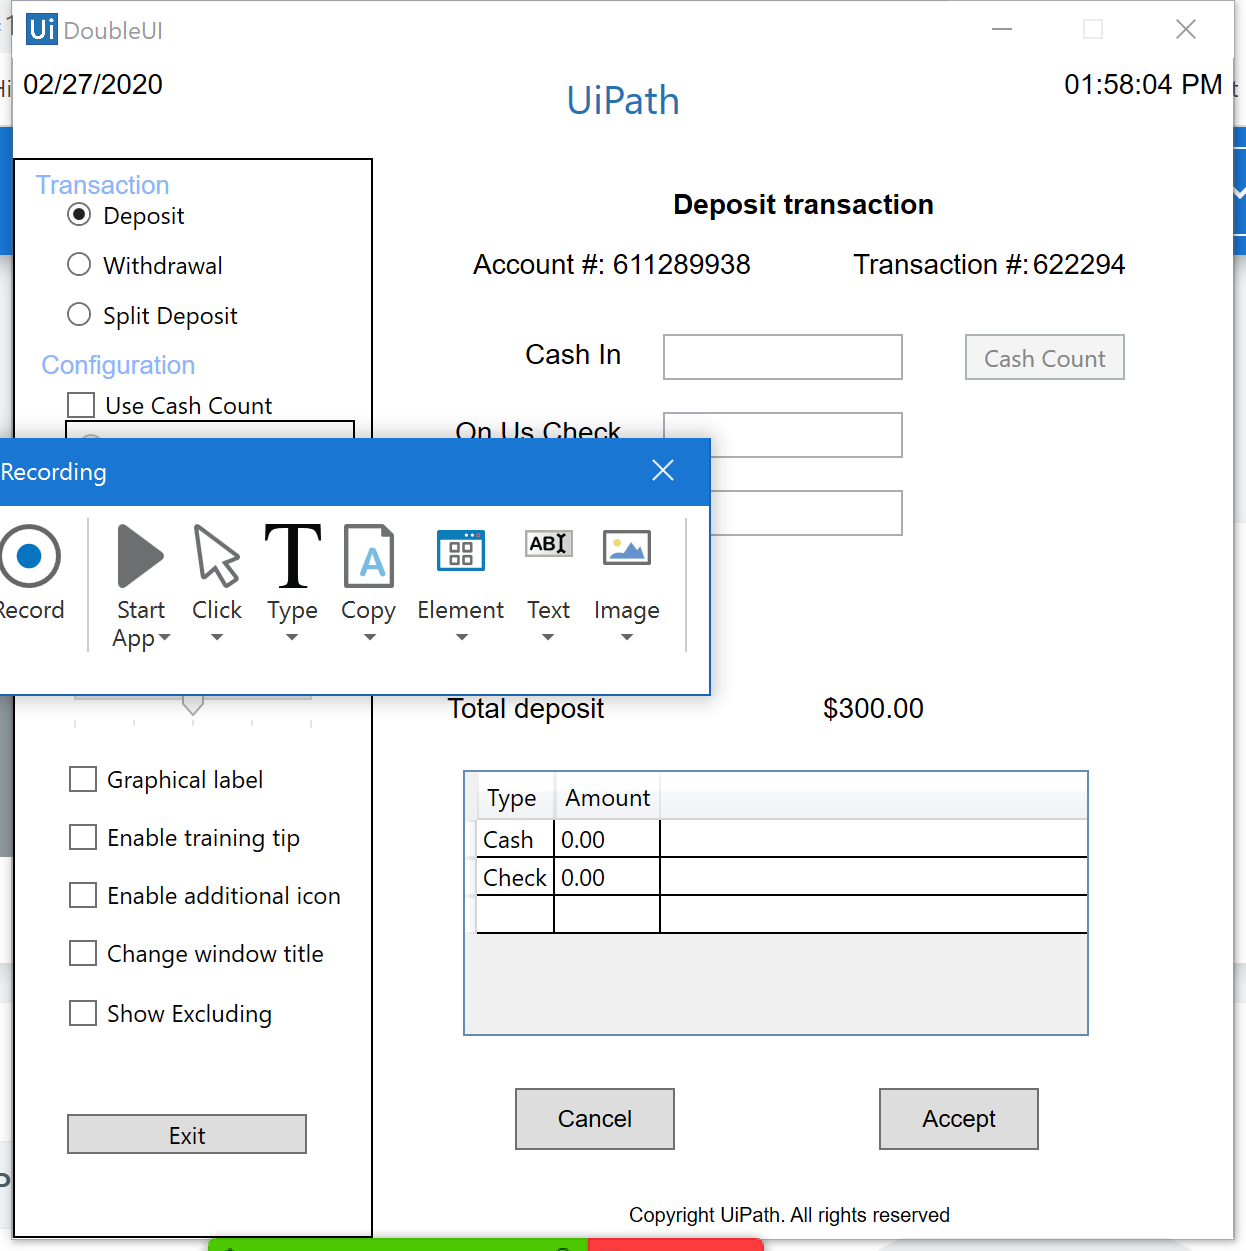 Ui DoubleUI
02/27/2020
UiPath
01:58:04 PM
Transaction
Deposit
Withdrawal
Split Deposit
Configuration
Use Cash Count
Deposit transaction
Account #: 611289938
Transaction #: 622294
Cash In
Cash Count
On Us Check
Recording
Record
Start App
Click
Type
Copy
Element
Text
Image
ABI
A
Total deposit
$300.00
Graphical label
Enable training tip
Enable additional icon
Change window title
Show Excluding
Exit
Type Amount
Cash 0.00
Check 0.00
Cancel
Accept
Copyright UiPath. All rights reserved